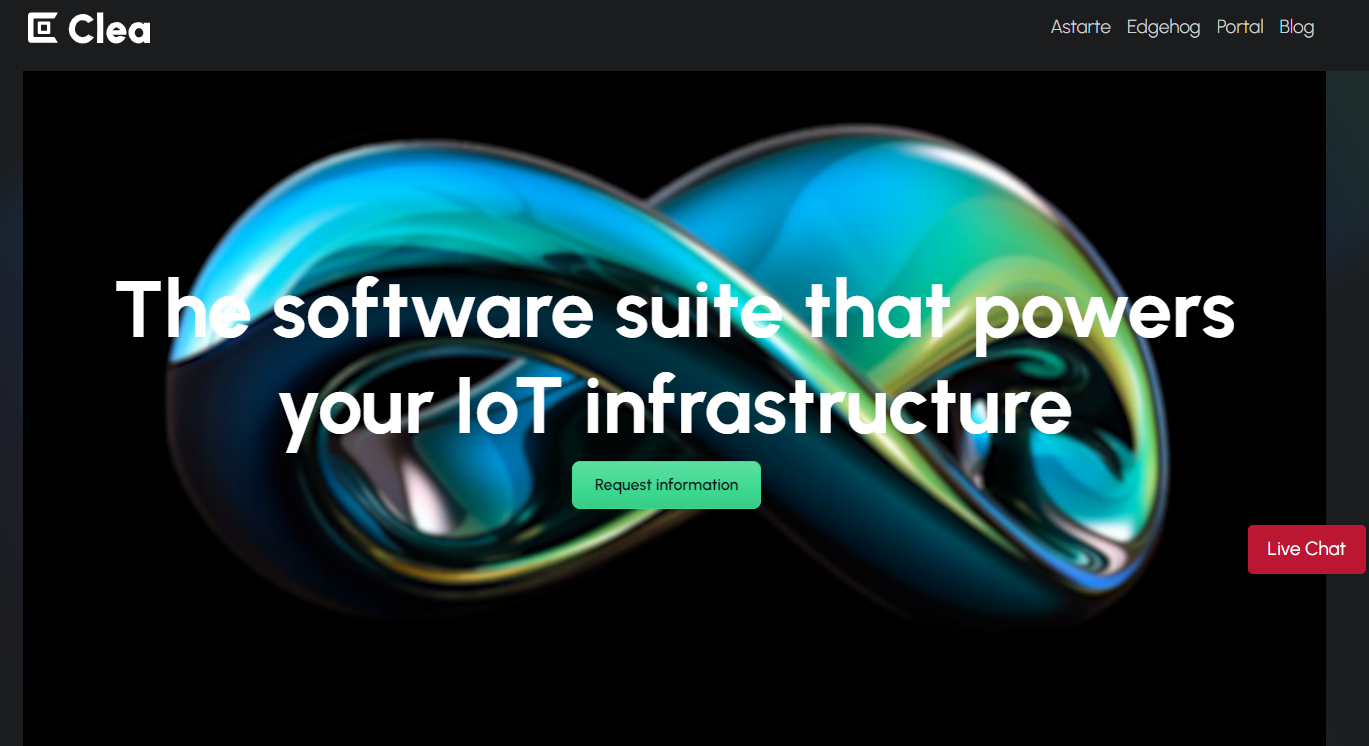 Clea
Astarte Edgehog Portal Blog
The software suite that powers
your IoT infrastructure
Request information
Live Chat